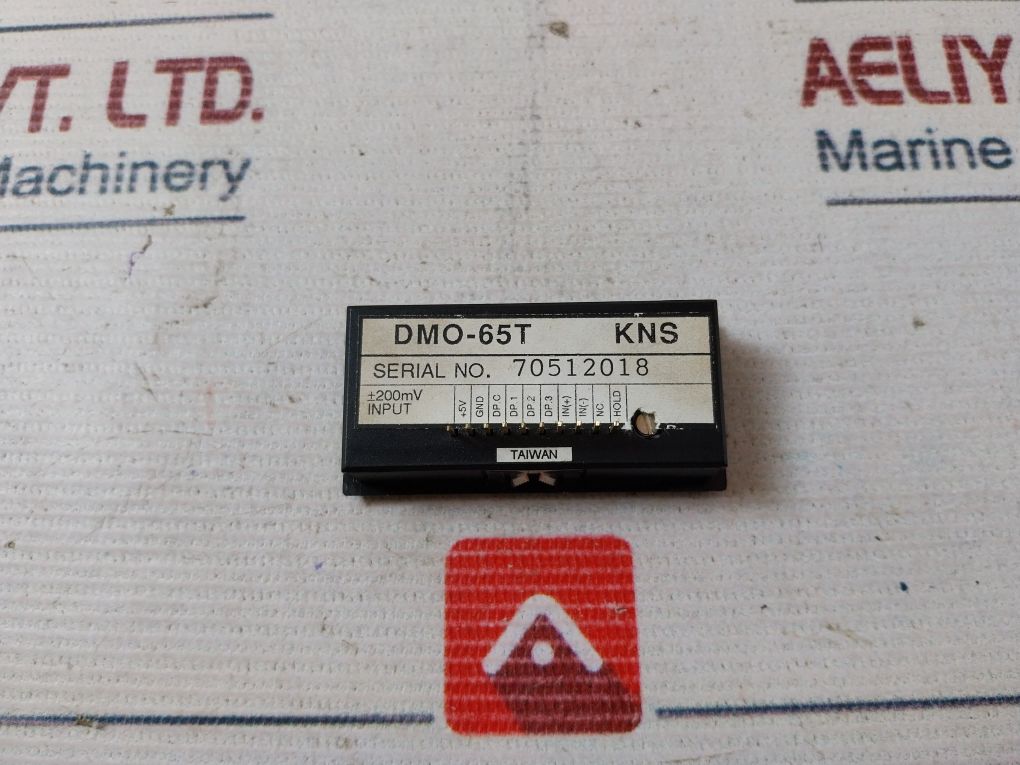 VT. LTD.
Machinery
AELIY
Marine
DMO-65T KNS
SERIAL NO. 70512018
±200mV
INPUT
+5V GND DP.C DP.1 DP.2 DP.3 IN(+) IN(-) NC HOLD
TAIWAN